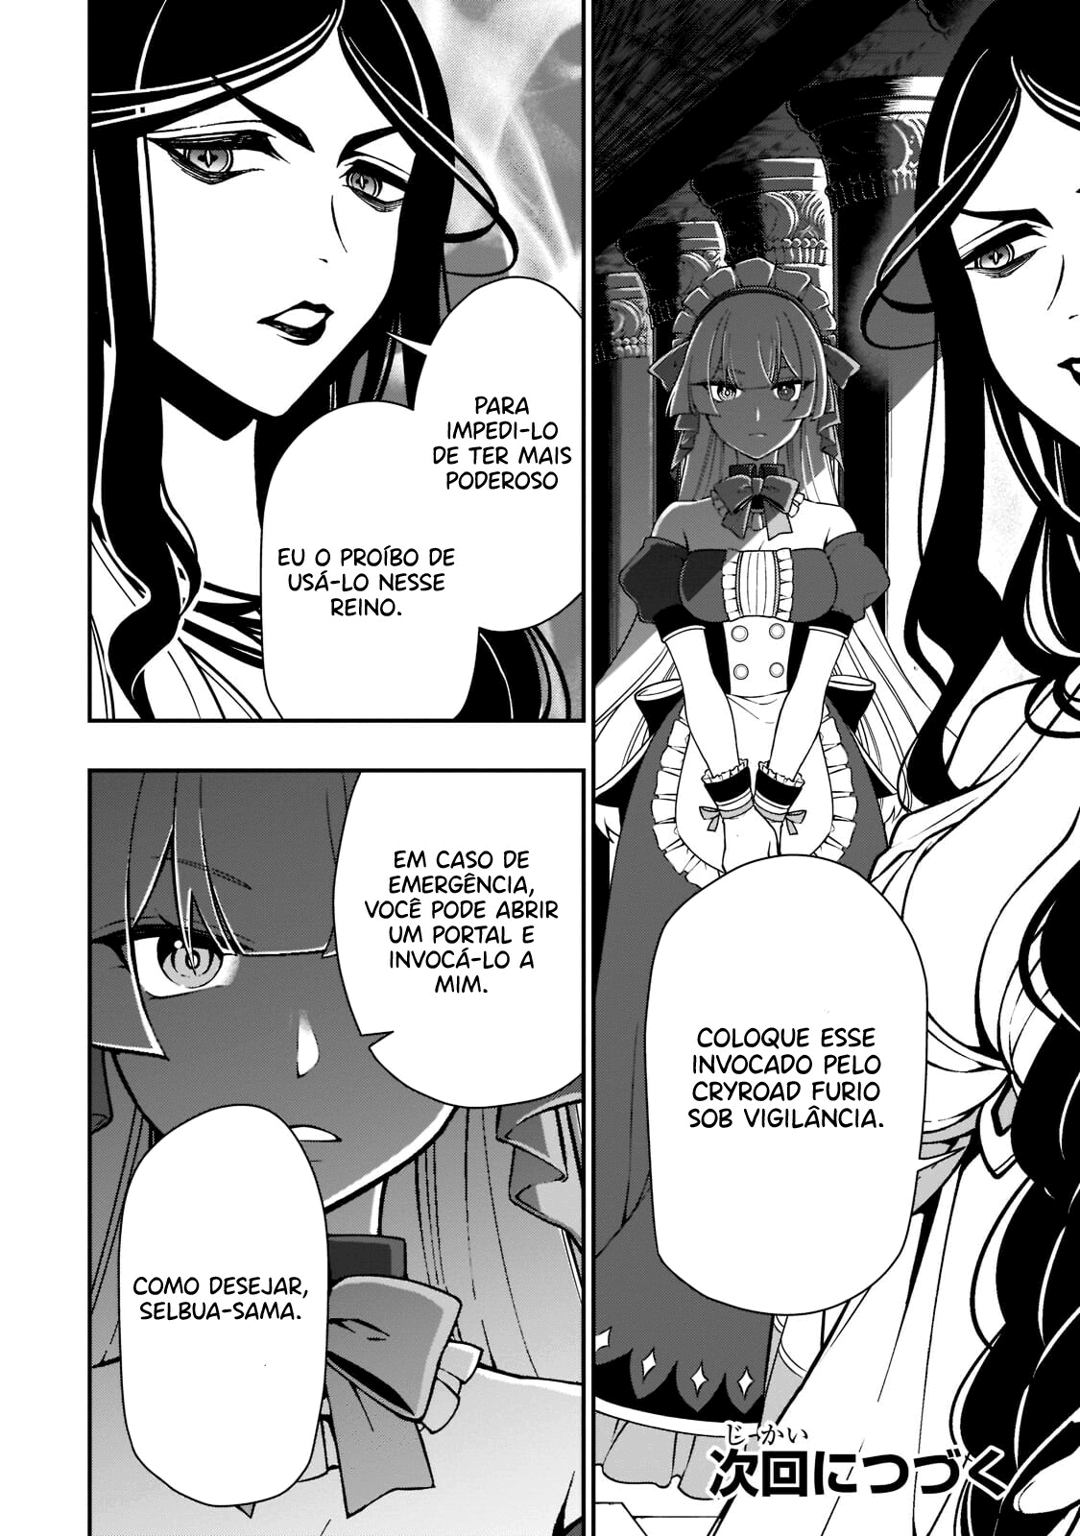 COLOQUE ESSE
INVOCADO PELO
CRYROAD FURIO
SOB VIGILÂNCIA.
PARA
IMPEDI-LO
DE TER MAIS
PODEROSO
EU O PROÍBO DE
USÁ-LO NESSE
REINO.
EM CASO DE
EMERGÊNCIA,
VOCÊ PODE ABRIR
UM PORTAL E
INVOCÁ-LO A
MIM.
COMO DESEJAR,
SELBUA-SAMA.
じかい
次回につづく